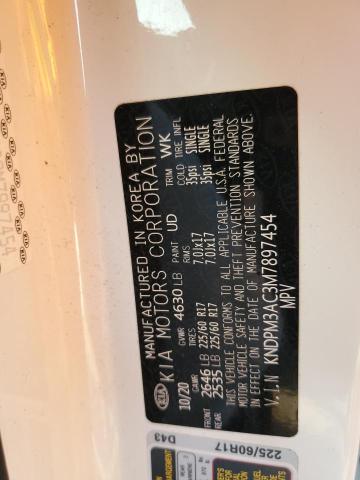 MANUFACTURED IN KOREA BY
KIA KIA MOTORS CORPORATION
10/20 GVWR 4630 LB PAINT UD TRIM WK
GAWR TIRES RIMS COLD TIRE INFL
FRONT 2646 LB 225/60 R17 7.0Jx17 35psi SINGLE
REAR 2535 LB 225/60 R17 7.0Jx17 35psi SINGLE
THIS VEHICLE CONFORMS TO ALL APPLICABLE U.S.A. FEDERAL
MOTOR VEHICLE SAFETY AND THEFT PREVENTION STANDARDS
IN EFFECT ON THE DATE OF MANUFACTURE SHOWN ABOVE.
V.I.N KNDPM3AC3M7897454
MPV
225/60R17
D43